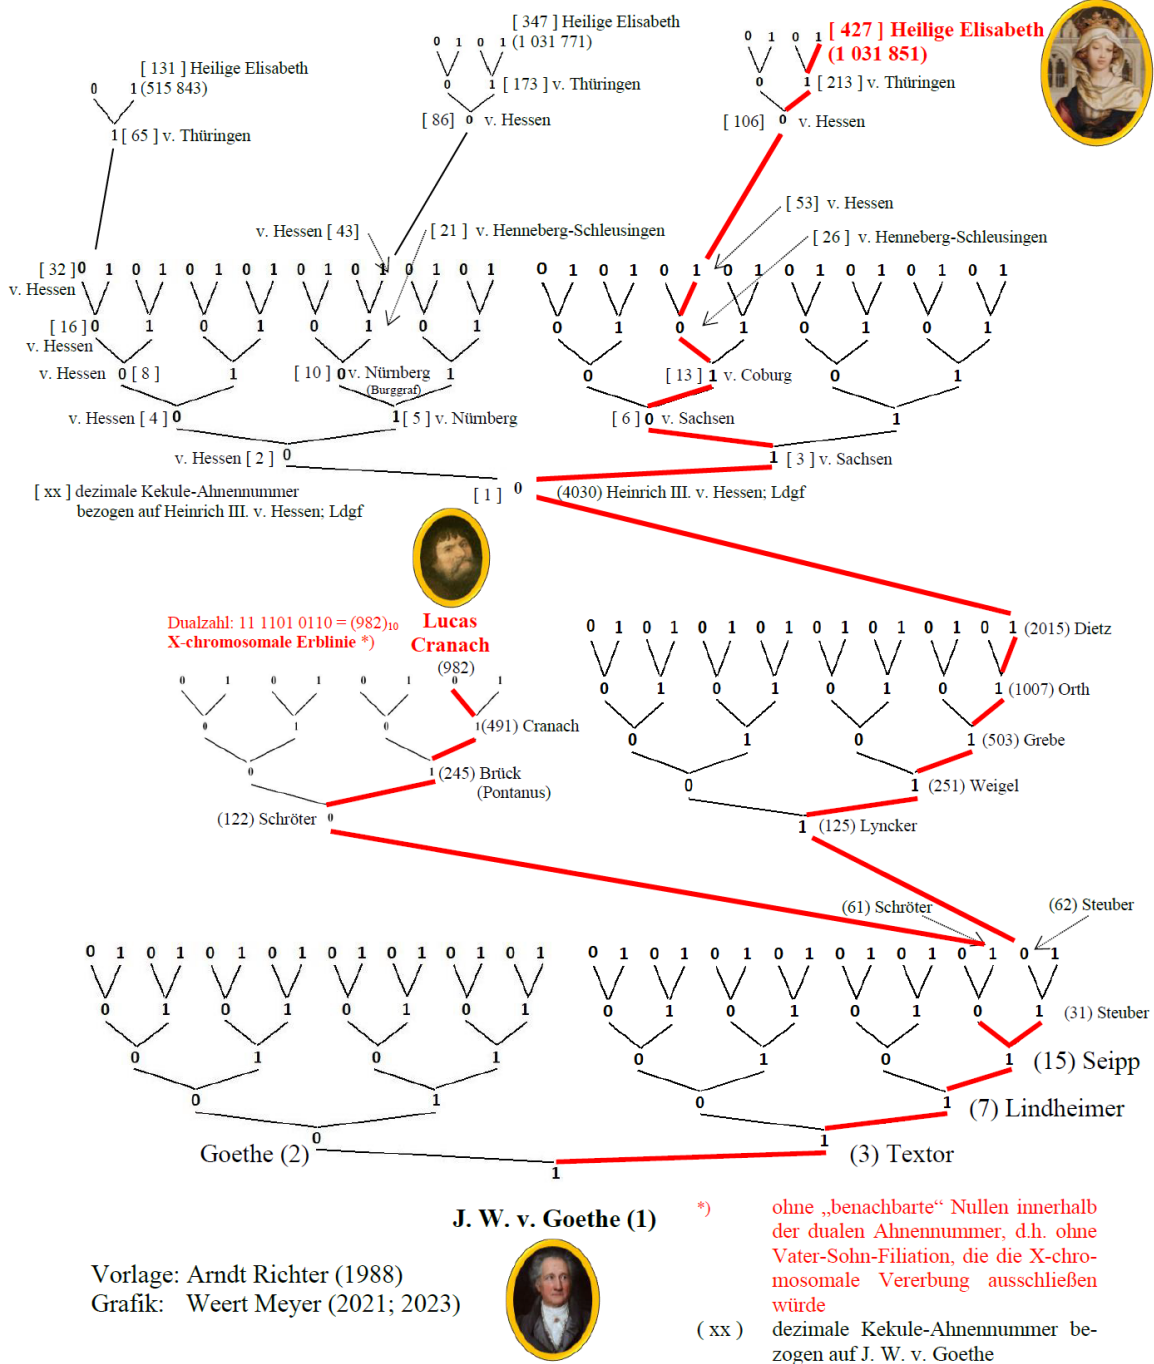 [ 347 ] Heilige Elisabeth
0 1 0 1 (1 031 771)
[ 427 ] Heilige Elisabeth
0 1 0 1 (1 031 851)
[ 131 ] Heilige Elisabeth
0 1 (515 843)
0 1 [ 173 ] v. Thüringen
0 1 [ 213 ] v. Thüringen
1 [ 65 ] v. Thüringen
[ 86] 0 v. Hessen
[ 106] 0 v. Hessen
[ 53] v. Hessen
v. Hessen [ 43]
[ 21 ] v. Henneberg-Schleusingen
[ 26 ] v. Henneberg-Schleusingen
[ 32] 0 1 0 1 0 1 0 1 0 1 0 1 0 1 0 1
0 1 0 1 0 1 0 1 0 1 0 1 0 1 0 1
v. Hessen
[ 16 ] 0 1 0 1 0 1 0 1
0 1 0 1 0 1 0 1
v. Hessen
v. Hessen 0 [ 8 ] 1 [ 10 ] 0 v. Nürnberg 1
(Burggraf)
0 [ 13 ] 1 v. Coburg 0 1
v. Hessen [ 4 ] 0 1 [ 5 ] v. Nürnberg
[ 6 ] 0 v. Sachsen 1
v. Hessen [ 2 ] 0
1 [ 3 ] v. Sachsen
[ xx ] dezimale Kekule-Ahnennummer
bezogen auf Heinrich III. v. Hessen; Ldgf
[ 1 ] 0 (4030) Heinrich III. v. Hessen; Ldgf
Dualzahl: 11 1101 0110 = (982)₁₀
X-chromosomale Erblinie *)
Lucas
Cranach
(982)
0 1 0 1 0 1 0 1
0 1 0 1(491) Cranach
0 1 (245) Brück
(Pontanus)
(122) Schröter 0
0 1 0 1 0 1 0 1 0 1 0 1 0 1 0 1 (2015) Dietz
0 1 0 1 0 1 0 1 (1007) Orth
0 1 0 1 (503) Grebe
0 1 (251) Weigel
1 (125) Lyncker
(61) Schröter
(62) Steuber
0 1 0 1 0 1 0 1 0 1 0 1 0 1 0 1
0 1 0 1 0 1 0 1 0 1 0 1 0 1 0 1
0 1 0 1 0 1 0 1
0 1 0 1 0 1 0 1 (31) Steuber
0 1 0 1
0 1 0 1 (15) Seipp
0 1
0 1 (7) Lindheimer
Goethe (2) 0
1 (3) Textor
1
J. W. v. Goethe (1)
Vorlage: Arndt Richter (1988)
Grafik: Weert Meyer (2021; 2023)
*) ohne „benachbarte“ Nullen innerhalb
der dualen Ahnennummer, d.h. ohne
Vater-Sohn-Filiation, die die X-chro-
mosomale Vererbung ausschließen
würde
( xx ) dezimale Kekule-Ahnennummer be-
zogen auf J. W. v. Goethe